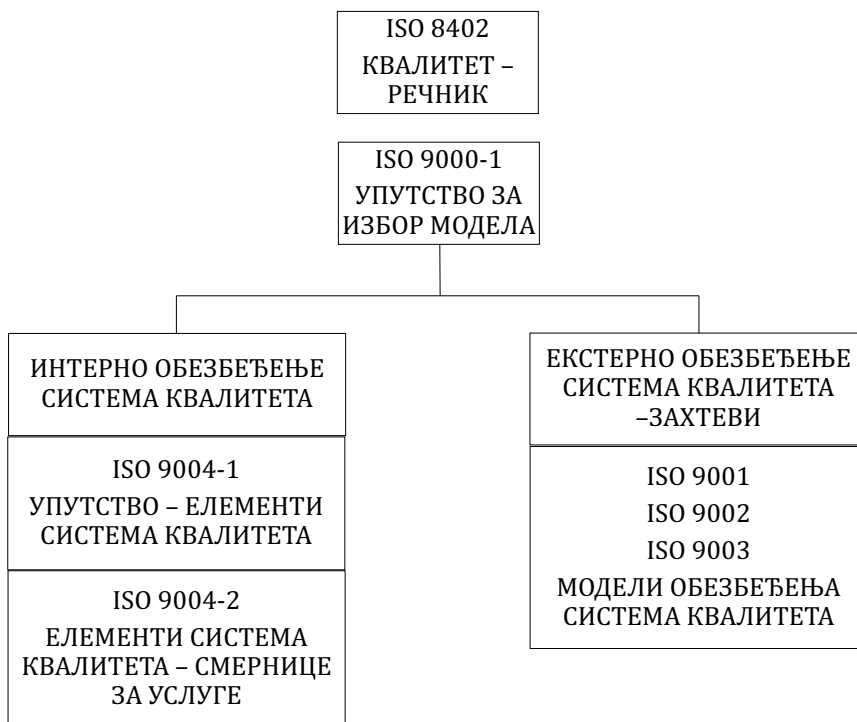 ISO 8402
КВАЛИТЕТ –
РЕЧНИК
ISO 9000-1
УПУТСТВО ЗА
ИЗБОР МОДЕЛА
ИНТЕРНО ОБЕЗБЕЂЕЊЕ
СИСТЕМА КВАЛИТЕТА
ISO 9004-1
УПУТСТВО – ЕЛЕМЕНТИ
СИСТЕМА КВАЛИТЕТА
ISO 9004-2
ЕЛЕМЕНТИ СИСТЕМА
КВАЛИТЕТА – СМЕРНИЦЕ
ЗА УСЛУГЕ
ЕКСТЕРНО ОБЕЗБЕЂЕЊЕ
СИСТЕМА КВАЛИТЕТА
–ЗАХТЕВИ
ISO 9001
ISO 9002
ISO 9003
МОДЕЛИ ОБЕЗБЕЂЕЊА
СИСТЕМА КВАЛИТЕТА